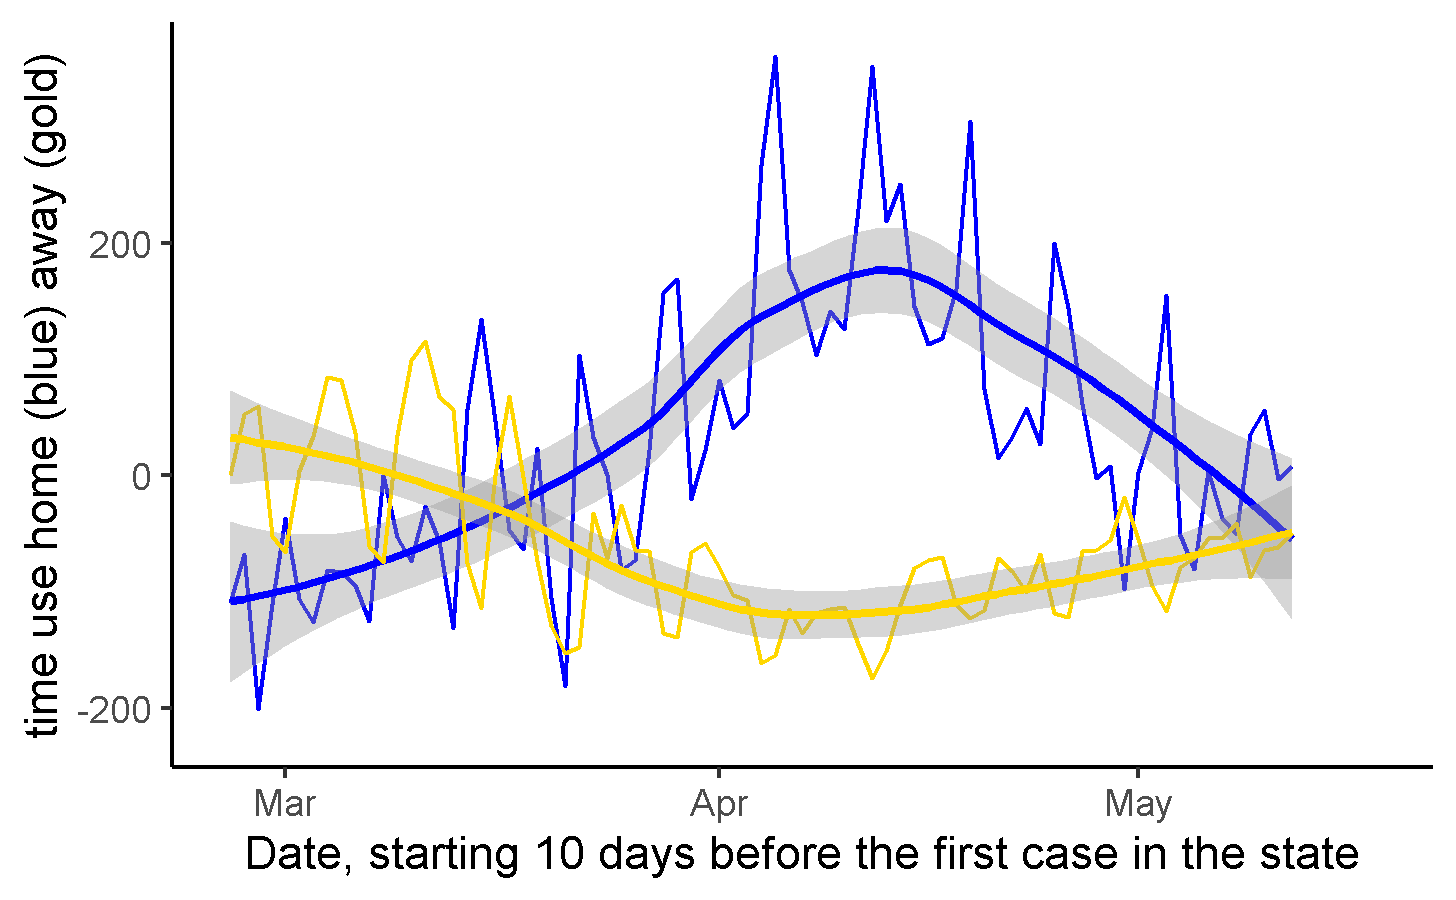 time use home (blue) away (gold)
200
0
-200
Mar
Apr
May
Date, starting 10 days before the first case in the state